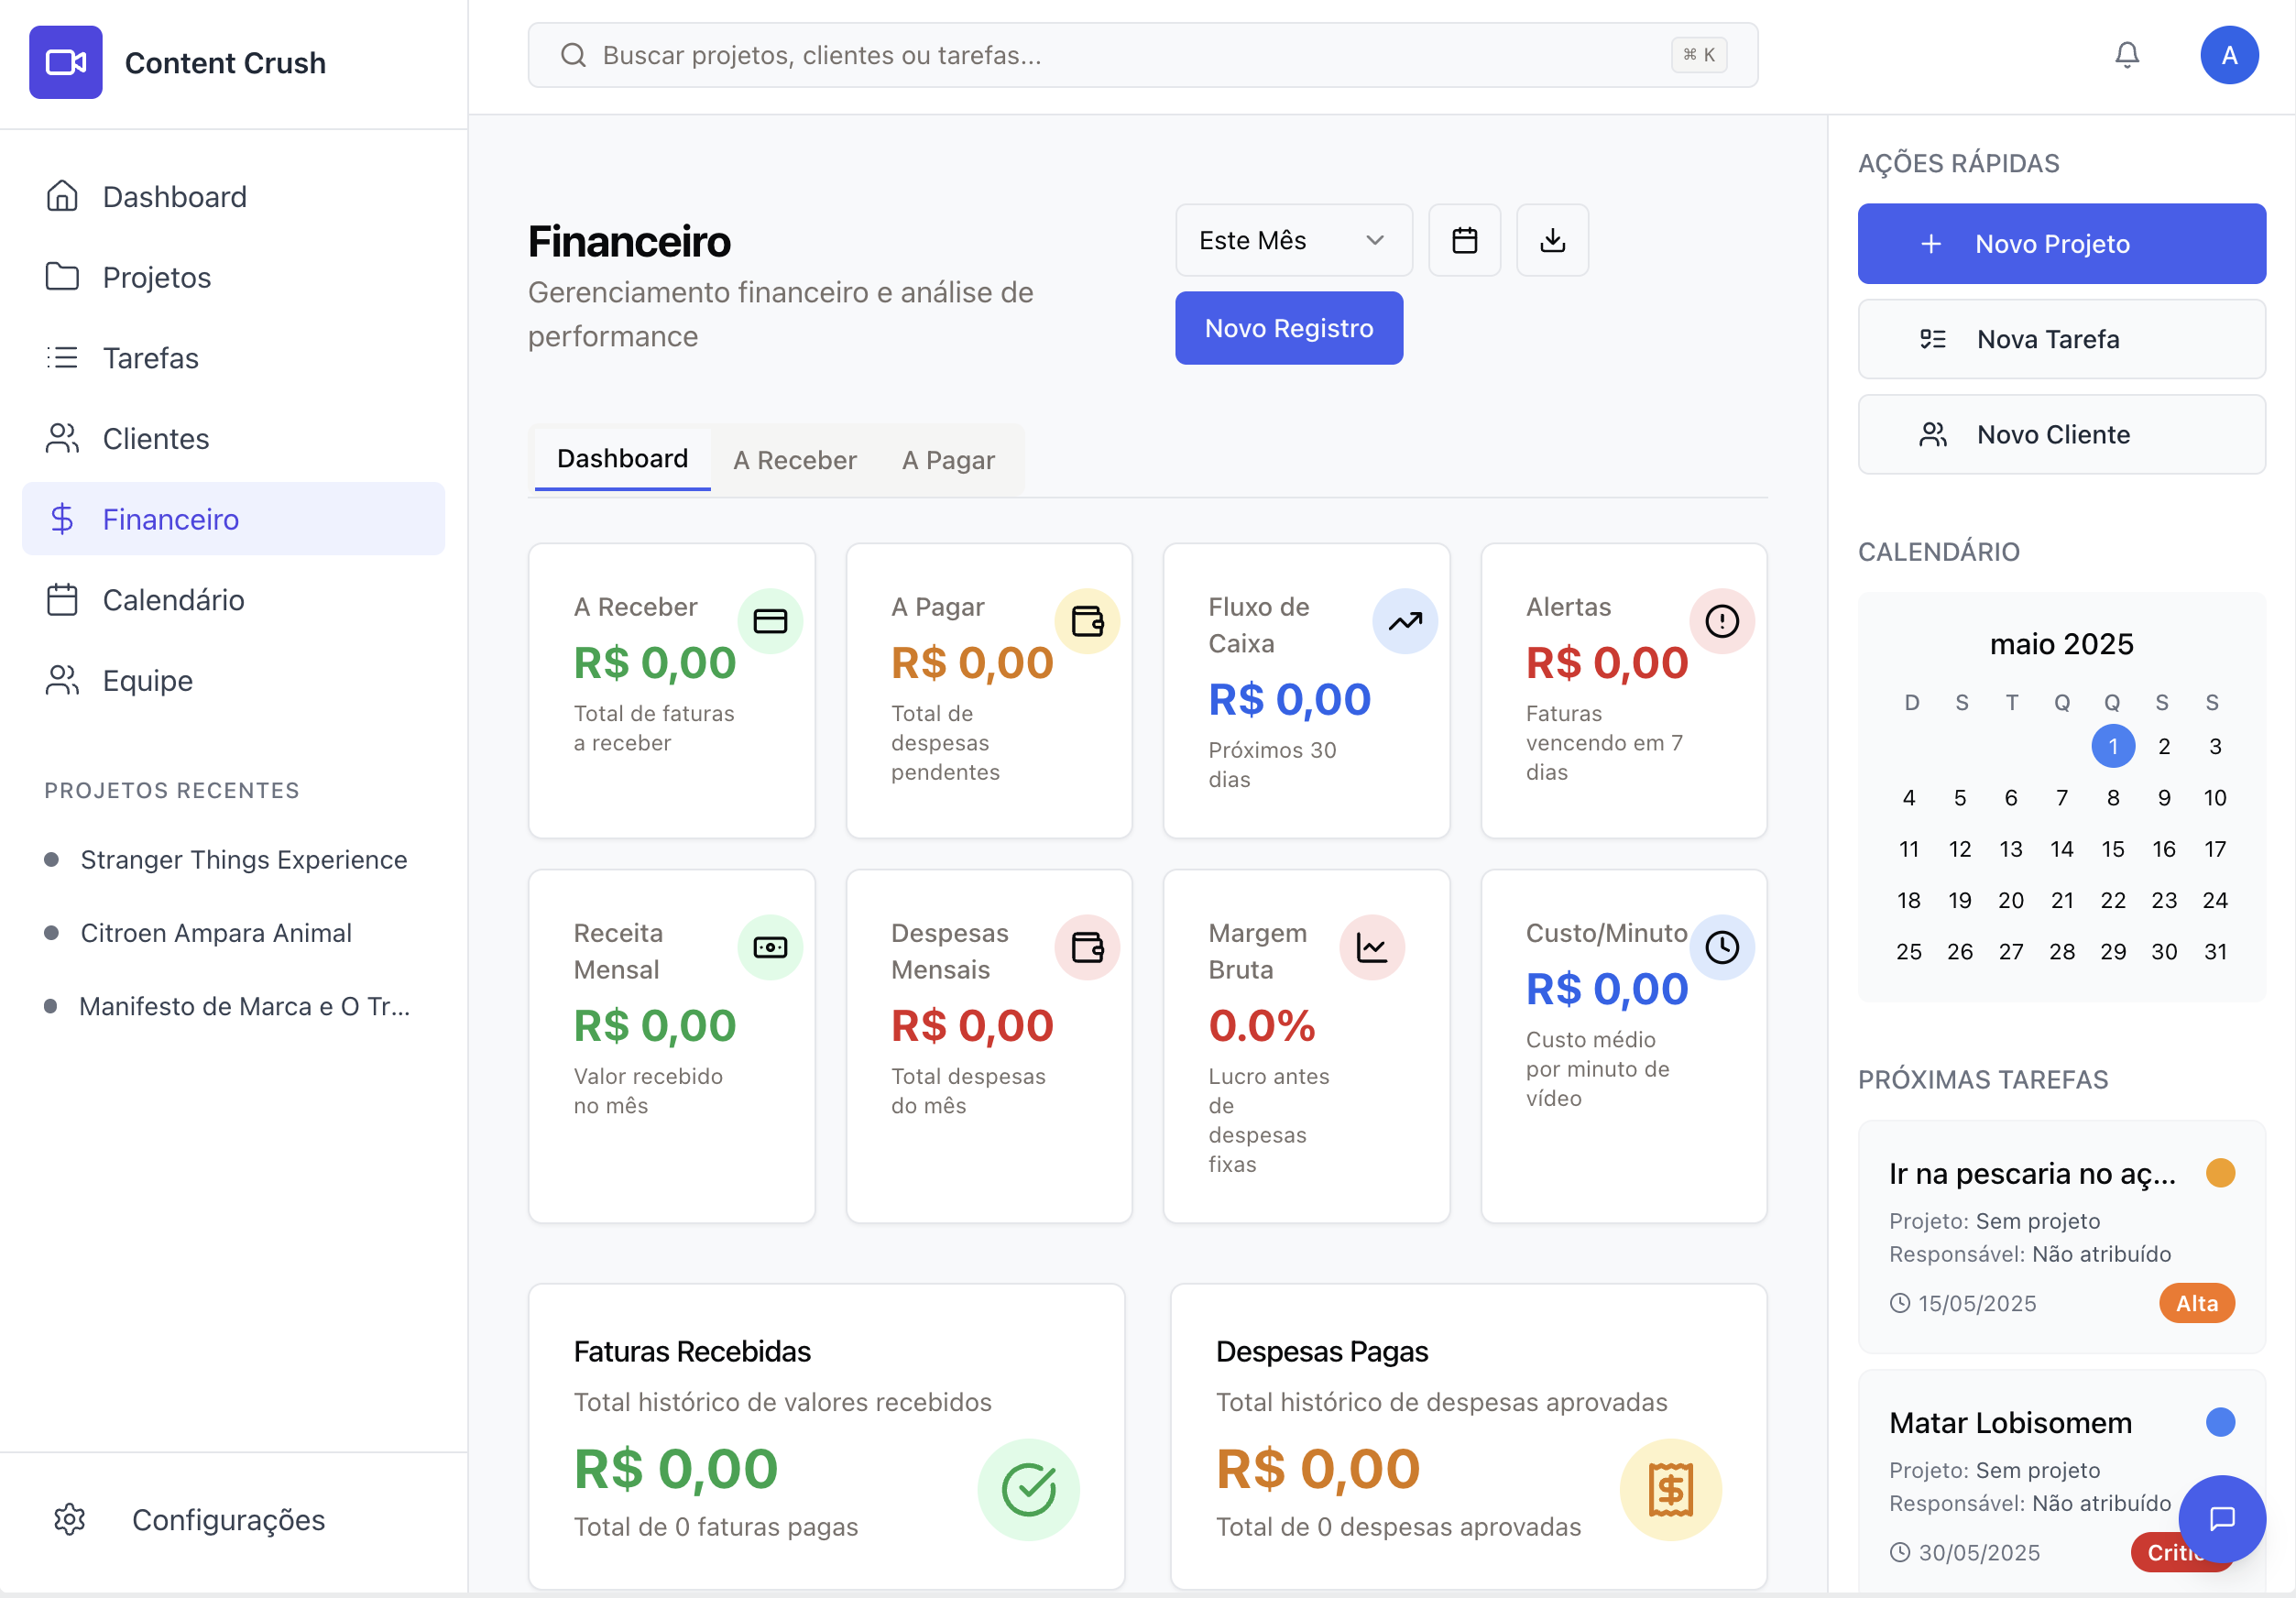 Content Crush
Buscar projetos, clientes ou tarefas...
⌘ K
A
Dashboard
Projetos
Tarefas
Clientes
Financeiro
Calendário
Equipe
PROJETOS RECENTES
Stranger Things Experience
Citroen Ampara Animal
Manifesto de Marca e O Tr...
Configurações
Financeiro
Gerenciamento financeiro e análise de
performance
Este Mês
Novo Registro
Dashboard
A Receber
A Pagar
A Receber
R$ 0,00
Total de faturas
a receber
A Pagar
R$ 0,00
Total de
despesas
pendentes
Fluxo de
Caixa
R$ 0,00
Próximos 30
dias
Alertas
R$ 0,00
Faturas
vencendo em 7
dias
Receita
Mensal
R$ 0,00
Valor recebido
no mês
Despesas
Mensais
R$ 0,00
Total despesas
do mês
Margem
Bruta
0.0%
Lucro antes
de
despesas
fixas
Custo/Minuto
R$ 0,00
Custo médio
por minuto de
vídeo
Faturas Recebidas
Total histórico de valores recebidos
R$ 0,00
Total de 0 faturas pagas
Despesas Pagas
Total histórico de despesas aprovadas
R$ 0,00
Total de 0 despesas aprovadas
AÇÕES RÁPIDAS
Novo Projeto
Nova Tarefa
Novo Cliente
CALENDÁRIO
maio 2025
D S T Q Q S S
1 2 3
4 5 6 7 8 9 10
11 12 13 14 15 16 17
18 19 20 21 22 23 24
25 26 27 28 29 30 31
PRÓXIMAS TAREFAS
Ir na pescaria no aç...
Projeto: Sem projeto
Responsável: Não atribuído
15/05/2025
Alta
Matar Lobisomem
Projeto: Sem projeto
Responsável: Não atribuído
30/05/2025